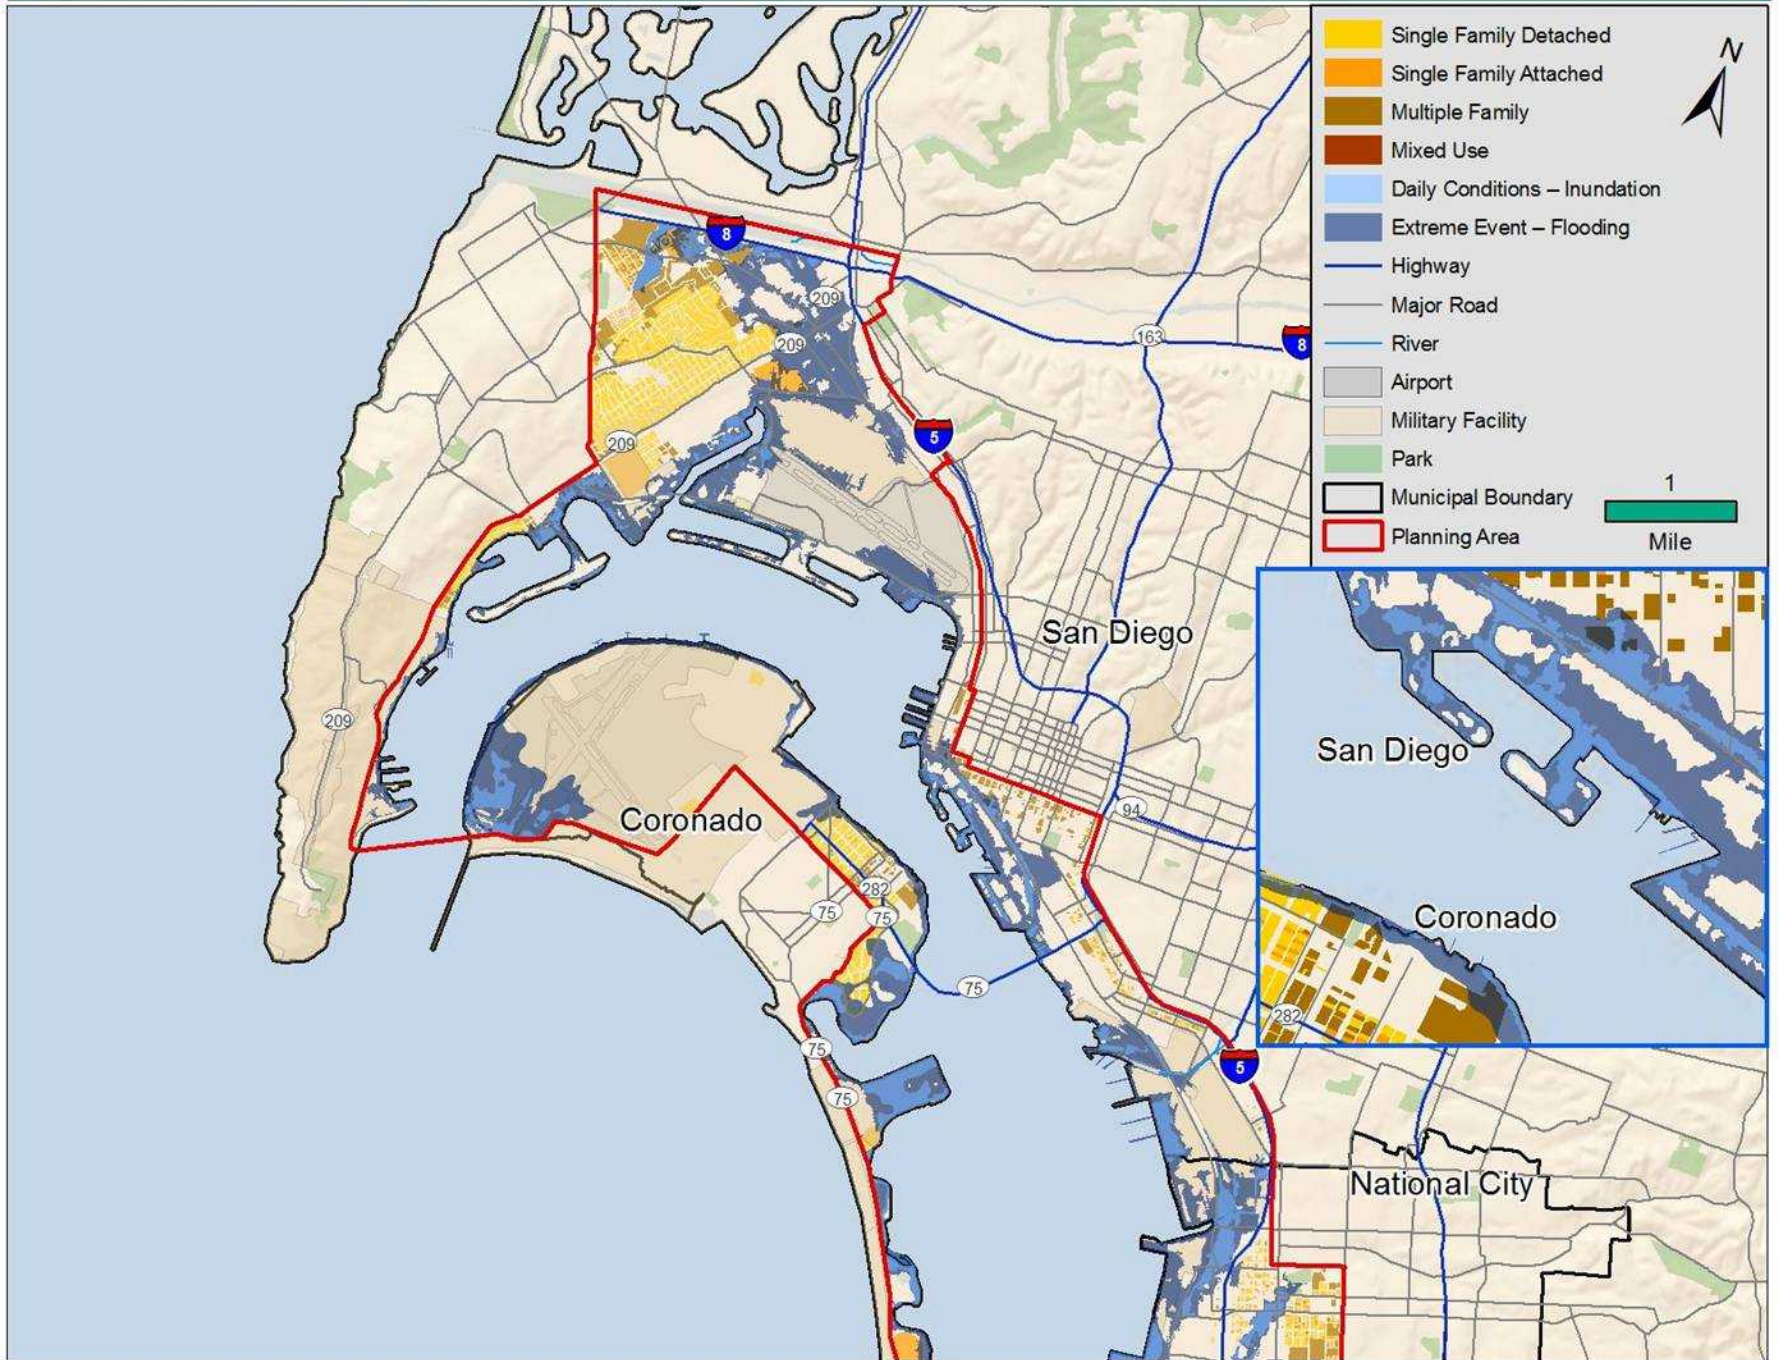 Single Family Detached
Single Family Attached
Multiple Family
Mixed Use
Daily Conditions – Inundation
Extreme Event – Flooding
Highway
Major Road
River
Airport
Military Facility
Park
Municipal Boundary
Planning Area
N
1
Mile
8
209
163
8
209
5
209
San Diego
209
Coronado
94
282
75
75
75
75
75
5
National City
San Diego
Coronado
282